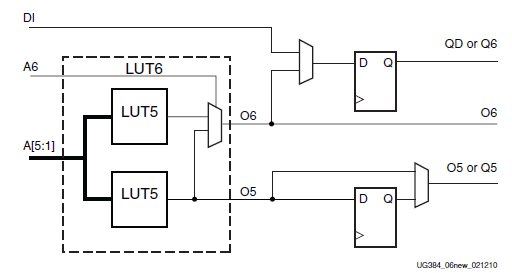 DI
QD or Q6
D Q
A6
LUT6
LUT5
O6
O6
A[5:1]
O5 or Q5
LUT5
O5
D Q
UG384_06new_021210